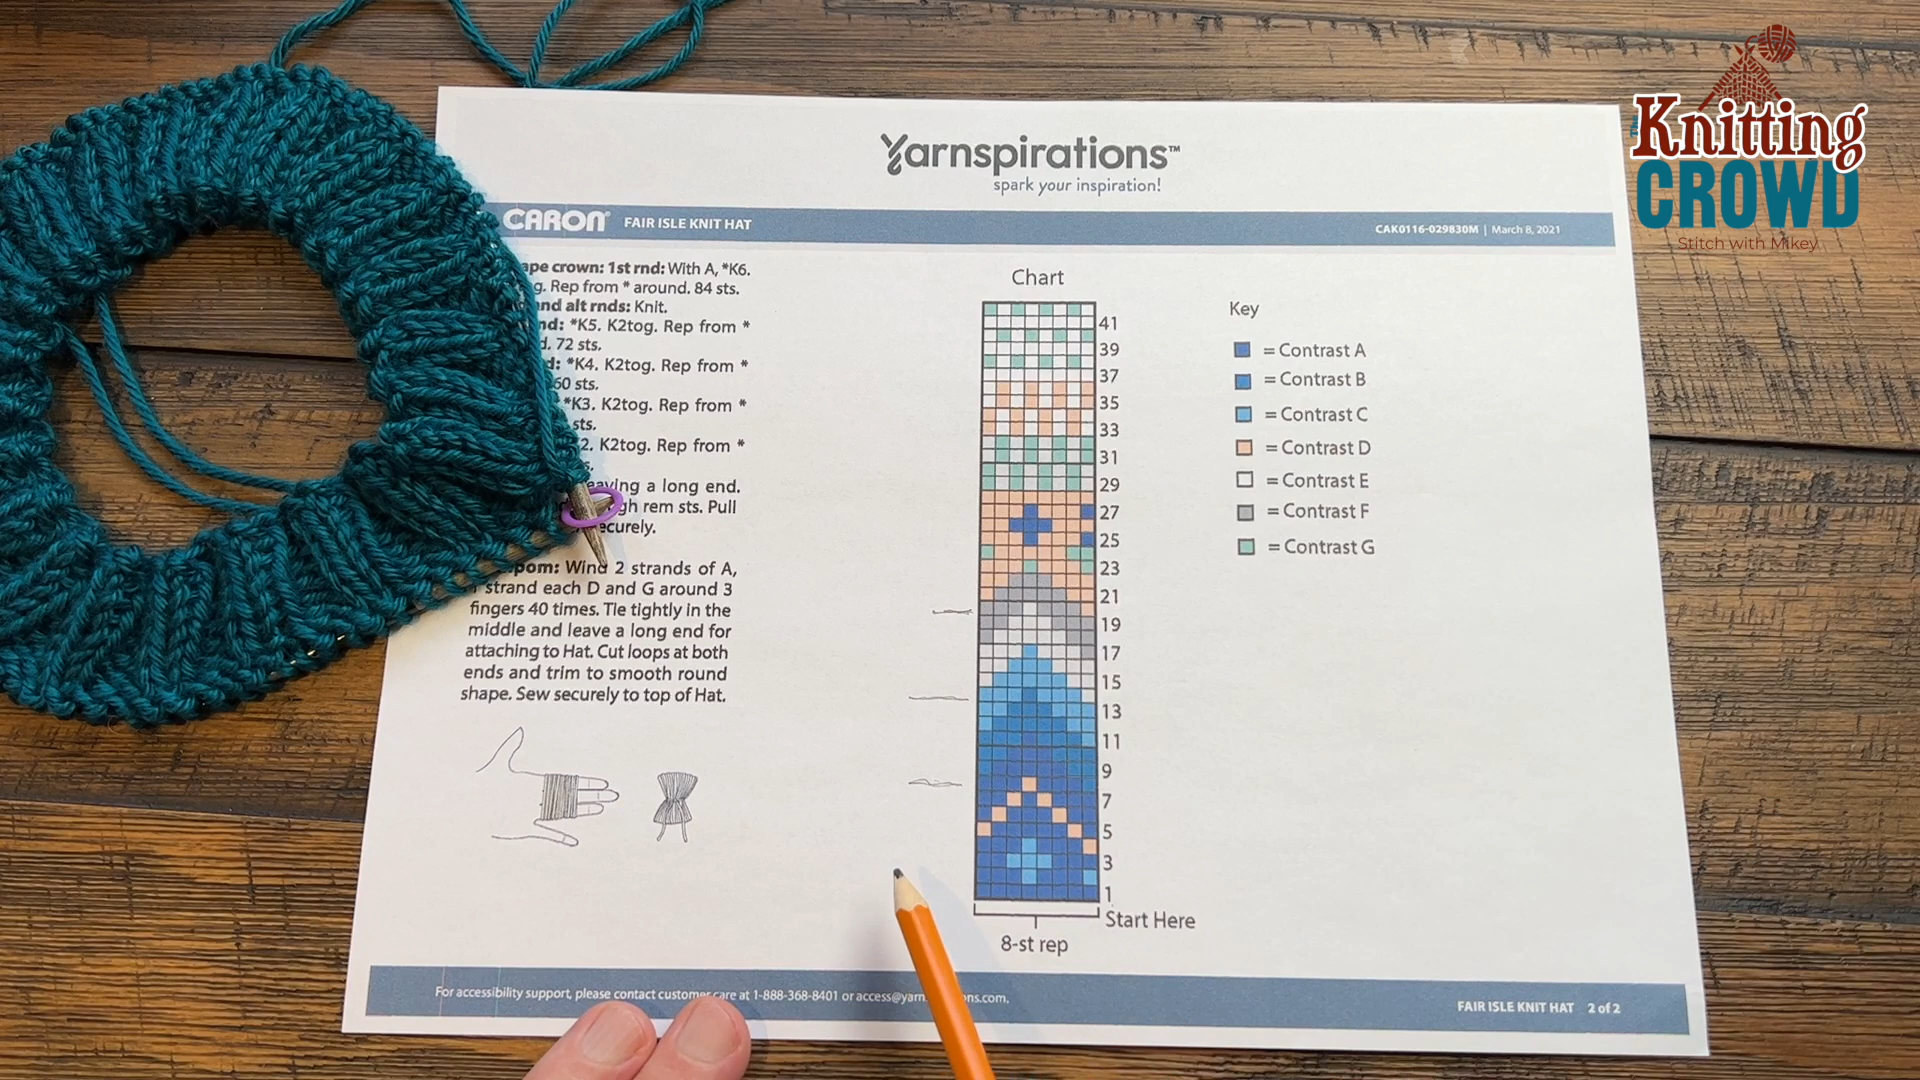 The
Knitting
CROWD
Stitch with Mikey
Yarnspirations™
spark your inspiration!
CARON® FAIR ISLE KNIT HAT
CAK0116-029830M | March 8, 2021
crown: 1st rnd: With A, *K6.
Rep from * around. 84 sts.
and alt rnds: Knit.
*K5. K2tog. Rep from *
72 sts.
*K4. K2tog. Rep from *
60 sts.
*K3. K2tog. Rep from *
sts.
K2tog. Rep from *
a long end.
rem sts. Pull
securely.
Wind 2 strands of A,
strand each D and G around 3
fingers 40 times. Tie tightly in the
middle and leave a long end for
attaching to Hat. Cut loops at both
ends and trim to smooth round
shape. Sew securely to top of Hat.
Chart
41
39
37
35
33
31
29
27
25
23
21
19
17
15
13
11
9
7
5
3
1
Start Here
8-st rep
Key
= Contrast A
= Contrast B
= Contrast C
= Contrast D
= Contrast E
= Contrast F
= Contrast G
For accessibility support, please contact customer care at 1-888-368-8401 or
FAIR ISLE KNIT HAT 2 of 2